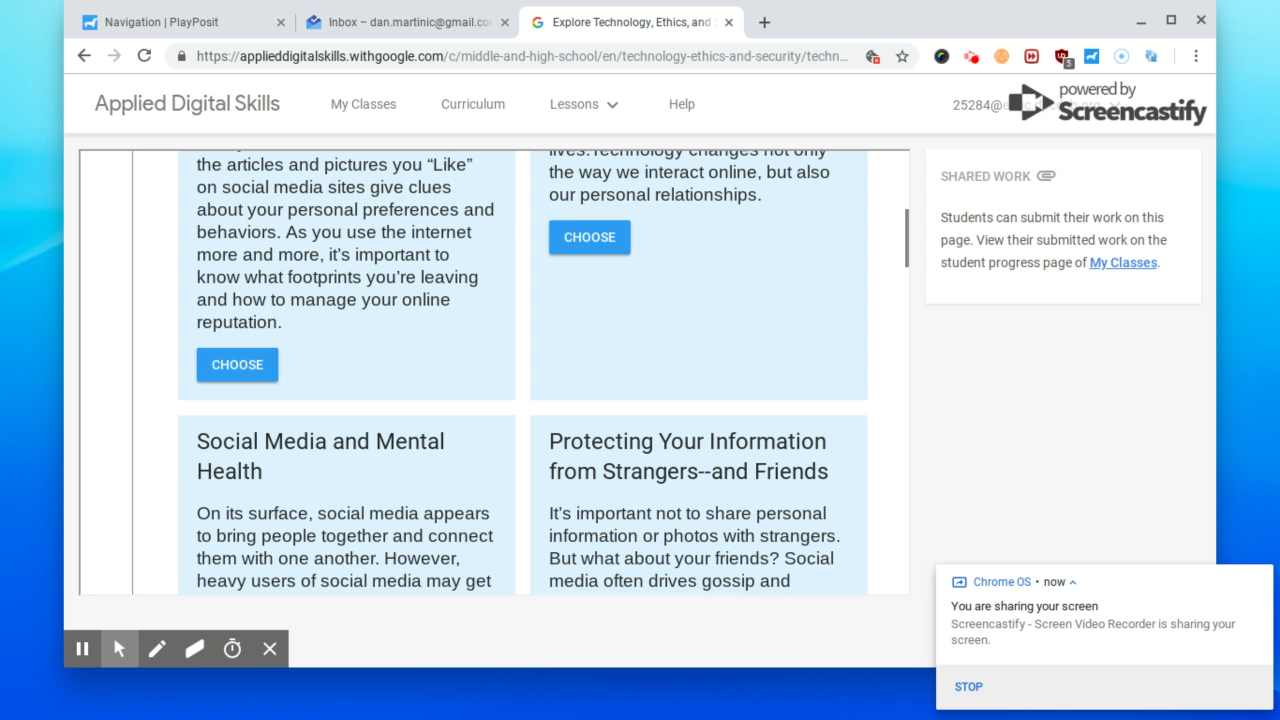 Navigation | PlayPosit
Inbox – dan.martinic@gmail.co
Explore Technology, Ethics, and
https://applieddigitalskills.withgoogle.com/c/middle-and-high-school/en/technology-ethics-and-security/techn...
5
Applied Digital Skills
My Classes
Curriculum
Lessons
Help
25284@
powered by
Screencastify
the articles and pictures you “Like”
on social media sites give clues
about your personal preferences and
behaviors. As you use the internet
more and more, it’s important to
know what footprints you’re leaving
and how to manage your online
reputation.
CHOOSE
lives. Technology changes not only
the way we interact online, but also
our personal relationships.
CHOOSE
Social Media and Mental
Health
On its surface, social media appears
to bring people together and connect
them with one another. However,
heavy users of social media may get
Protecting Your Information
from Strangers--and Friends
It’s important not to share personal
information or photos with strangers.
But what about your friends? Social
media often drives gossip and
SHARED WORK
Students can submit their work on this
page. View their submitted work on the
student progress page of My Classes.
Chrome OS • now
You are sharing your screen
Screencastify - Screen Video Recorder is sharing your
screen.
STOP